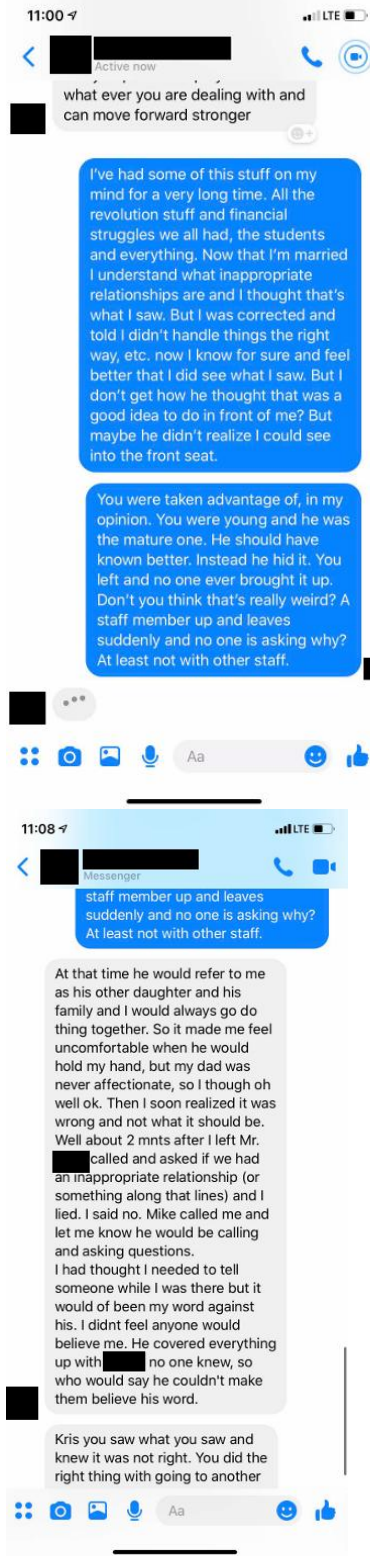 11:00
LTE
Active now
what ever you are dealing with and
can move forward stronger
I've had some of this stuff on my
mind for a very long time. All the
revolution stuff and financial
struggles we all had, the students
and everything. Now that I'm married
I understand what inappropriate
relationships are and I thought that's
what I saw. But I was corrected and
told I didn't handle things the right
way, etc. now I know for sure and feel
better that I did see what I saw. But I
don't get how he thought that was a
good idea to do in front of me? But
maybe he didn't realize I could see
into the front seat.
You were taken advantage of, in my
opinion. You were young and he was
the mature one. He should have
known better. Instead he hid it. You
left and no one ever brought it up.
Don't you think that's really weird? A
staff member up and leaves
suddenly and no one is asking why?
At least not with other staff.
Aa
11:08
LTE
Messenger
staff member up and leaves
suddenly and no one is asking why?
At least not with other staff.
At that time he would refer to me
as his other daughter and his
family and I would always go do
thing together. So it made me feel
uncomfortable when he would
hold my hand, but my dad was
never affectionate, so I though oh
well ok. Then I soon realized it was
wrong and not what it should be.
Well about 2 mnts after I left Mr.
called and asked if we had
an inappropriate relationship (or
something along that lines) and I
lied. I said no. Mike called me and
let me know he would be calling
and asking questions.
I had thought I needed to tell
someone while I was there but it
would of been my word against
his. I didnt feel anyone would
believe me. He covered everything
up with no one knew, so
who would say he couldn't make
them believe his word.
Kris you saw what you saw and
knew it was not right. You did the
right thing with going to another
Aa